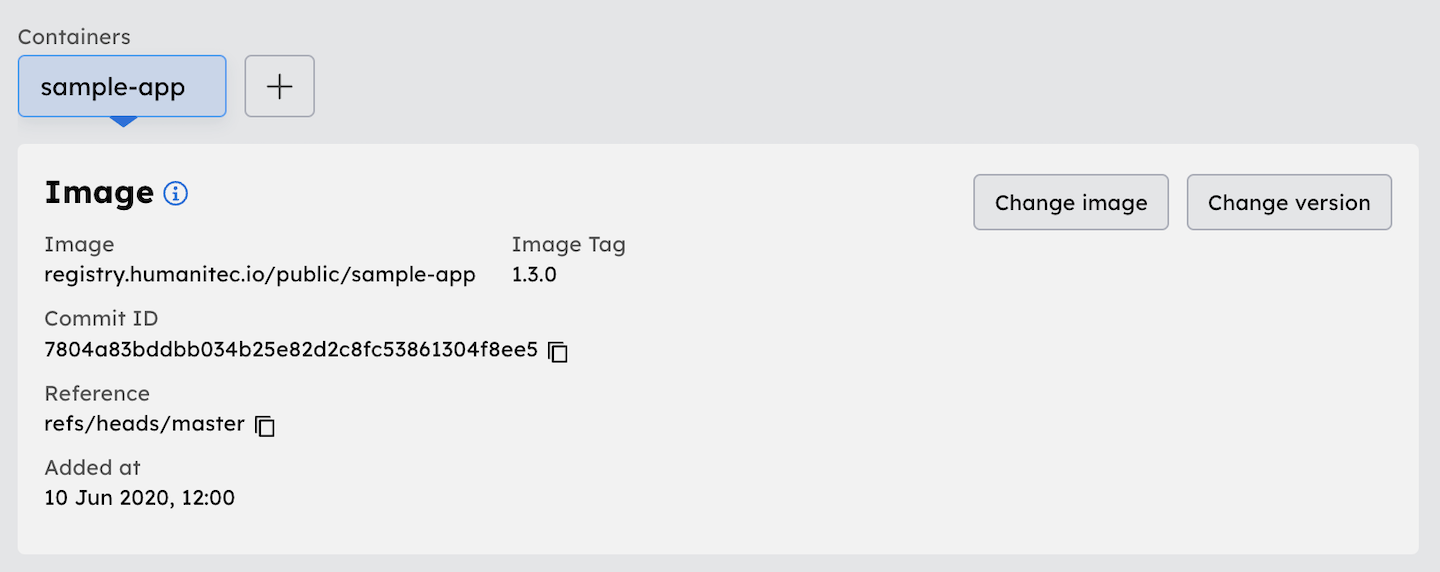 Containers
sample-app
Image
Change image
Change version
Image
Image Tag
registry.humanitec.io/public/sample-app
1.3.0
Commit ID
7804a83bddbb034b25e82d2c8fc53861304f8ee5
Reference
refs/heads/master
Added at
10 Jun 2020, 12:00